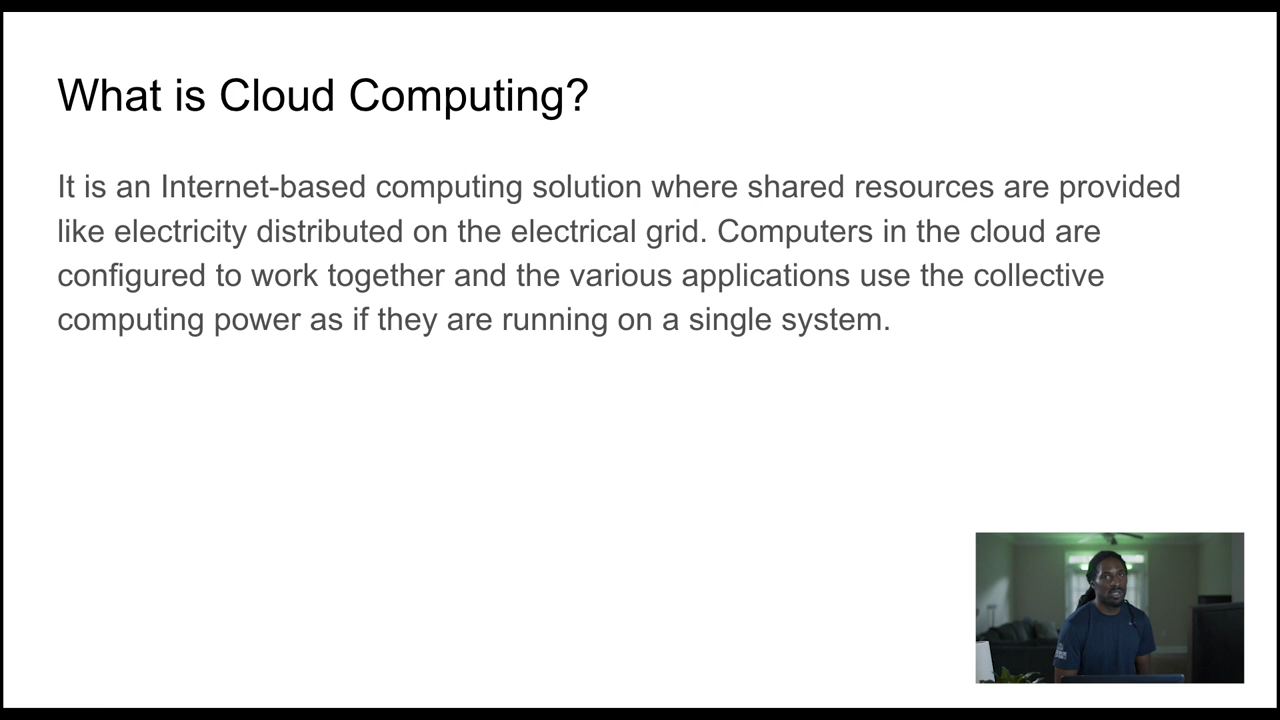 What is Cloud Computing?
It is an Internet-based computing solution where shared resources are provided
like electricity distributed on the electrical grid. Computers in the cloud are
configured to work together and the various applications use the collective
computing power as if they are running on a single system.